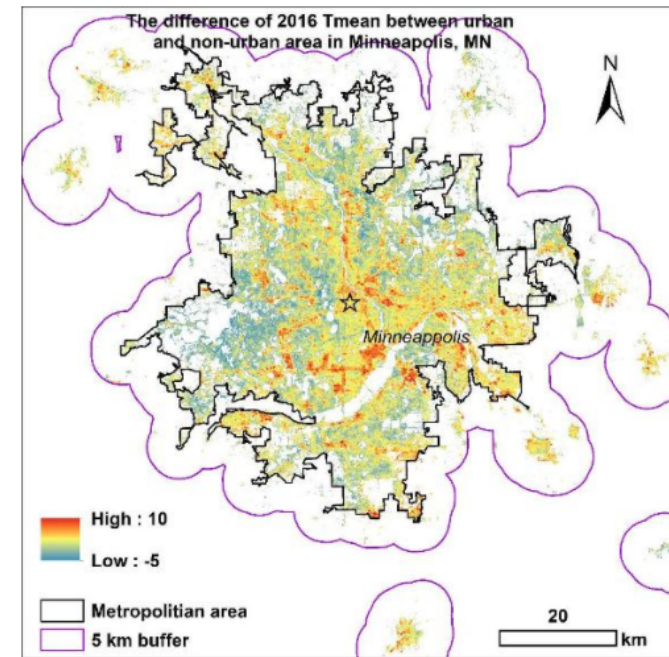 The difference of 2016 Tmean between urban
and non-urban area in Minneapolis, MN
N
Minneappolis
High : 10
Low : -5
Metropolitian area
5 km buffer
20
km